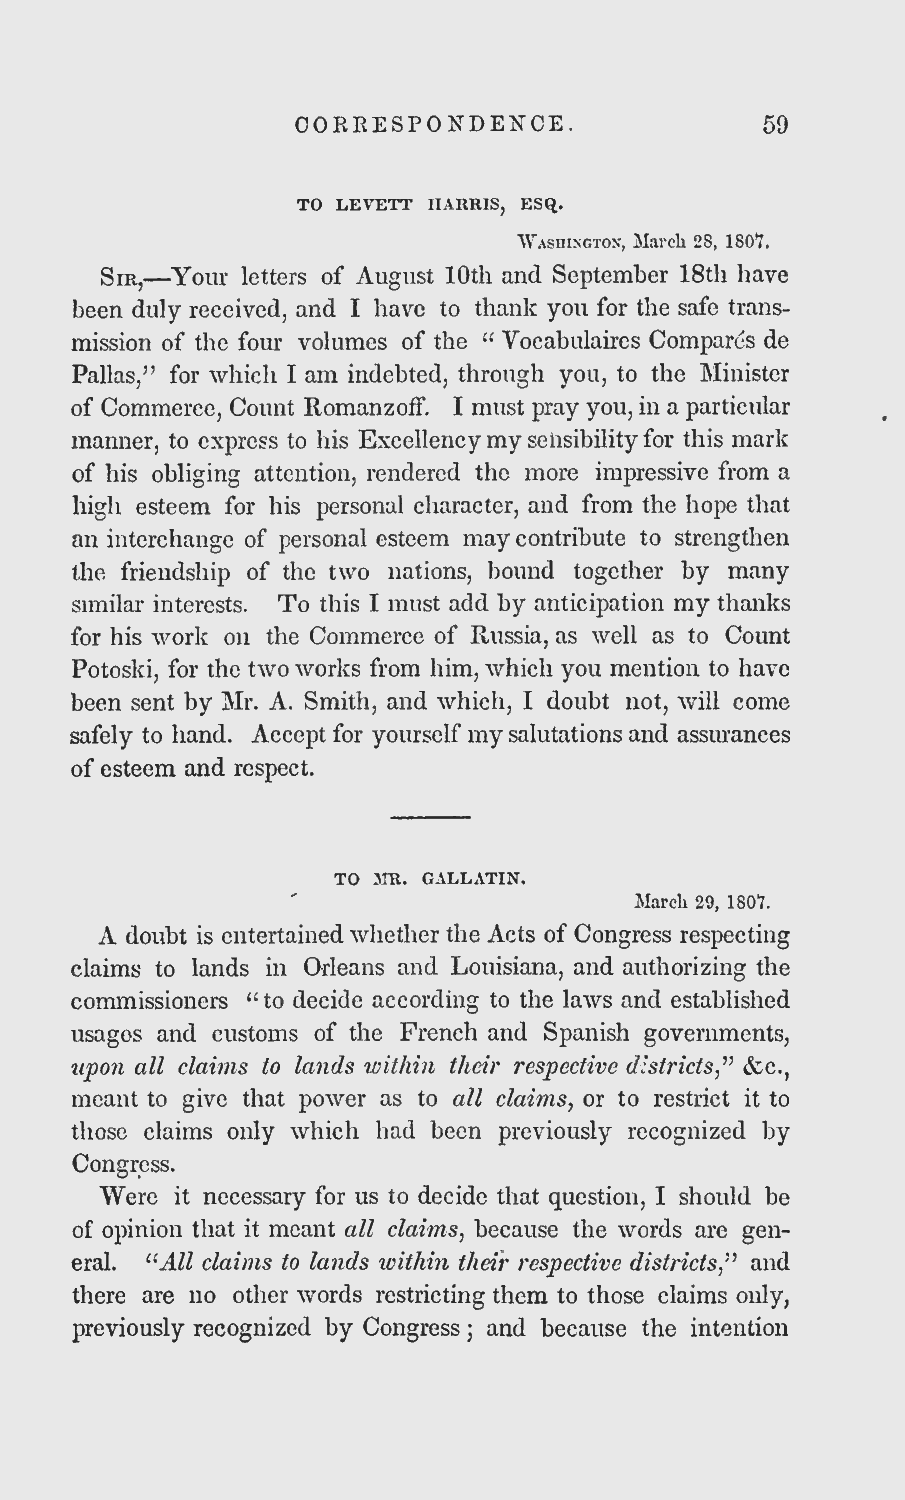 CORRESPONDENCE. 59
TO LEVETT HARRIS, ESQ.
Washington, March 28, 1807.
Sir,—Your letters of August 10th and September 18th have
been duly received, and I have to thank you for the safe trans-
mission of the four volumes of the “Vocabulaires Comparés de
Pallas,” for which I am indebted, through you, to the Minister
of Commerce, Count Romanzoff. I must pray you, in a particular
manner, to express to his Excellency my sensibility for this mark
of his obliging attention, rendered the more impressive from a
high esteem for his personal character, and from the hope that
an interchange of personal esteem may contribute to strengthen
the friendship of the two nations, bound together by many
similar interests. To this I must add by anticipation my thanks
for his work on the Commerce of Russia, as well as to Count
Potoski, for the two works from him, which you mention to have
been sent by Mr. A. Smith, and which, I doubt not, will come
safely to hand. Accept for yourself my salutations and assurances
of esteem and respect.
TO MR. GALLATIN.
March 29, 1807.
A doubt is entertained whether the Acts of Congress respecting
claims to lands in Orleans and Louisiana, and authorizing the
commissioners “to decide according to the laws and established
usages and customs of the French and Spanish governments,
upon all claims to lands within their respective districts,” &c.,
meant to give that power as to all claims, or to restrict it to
those claims only which had been previously recognized by
Congress.
Were it necessary for us to decide that question, I should be
of opinion that it meant all claims, because the words are gen-
eral. “All claims to lands within their respective districts,” and
there are no other words restricting them to those claims only,
previously recognized by Congress; and because the intention